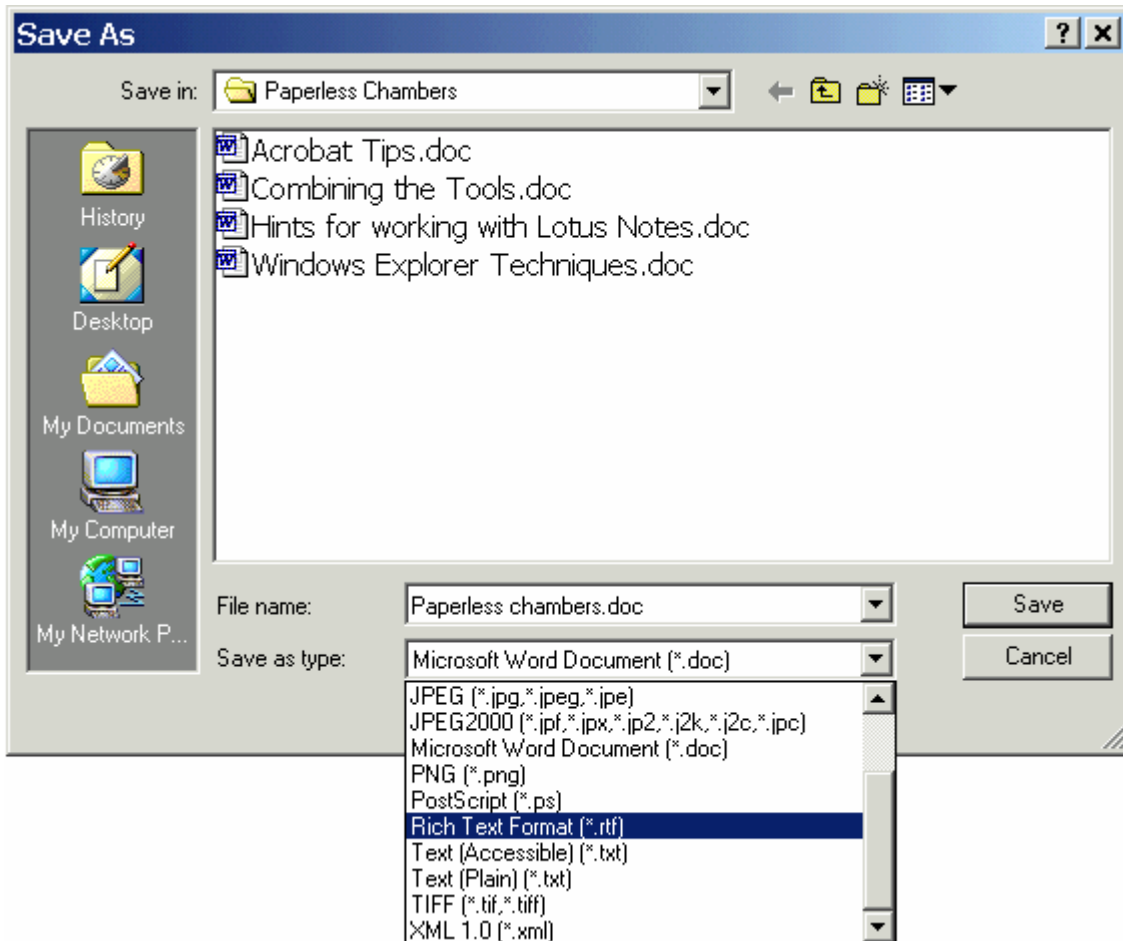 Save As
Save in: Paperless Chambers
Acrobat Tips.doc
Combining the Tools.doc
Hints for working with Lotus Notes.doc
Windows Explorer Techniques.doc
History
Desktop
My Documents
My Computer
My Network P...
File name: Paperless chambers.doc Save
Save as type: Microsoft Word Document (*.doc) Cancel
JPEG (*.jpg,*.jpeg,*.jpe)
JPEG2000 (*.jpf,*.jpx,*.jp2,*.j2k,*.j2c,*.jpc)
Microsoft Word Document (*.doc)
PNG (*.png)
PostScript (*.ps)
Rich Text Format (*.rtf)
Text (Accessible) (*.txt)
Text (Plain) (*.txt)
TIFF (*.tif,*.tiff)
XML 1.0 (*.xml)